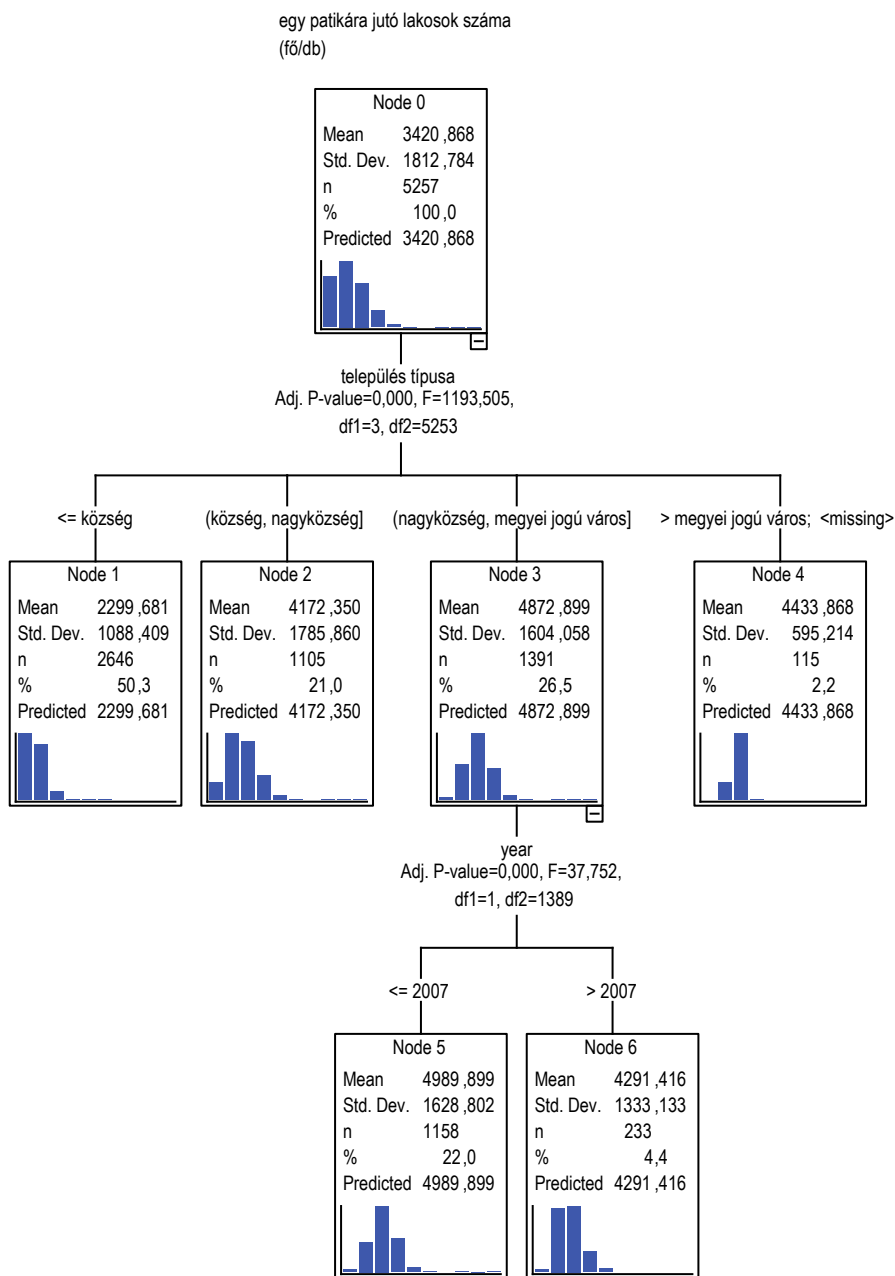 egy patikára jutó lakosok száma
(fő/db)
Node 0
Mean 3420 ,868
Std. Dev. 1812 ,784
n 5257
% 100 ,0
Predicted 3420 ,868
település típusa
Adj. P-value=0,000, F=1193,505,
df1=3, df2=5253
<= község
(község, nagyközség]
(nagyközség, megyei jogú város]
> megyei jogú város; <missing>
Node 1
Mean 2299 ,681
Std. Dev. 1088 ,409
n 2646
% 50 ,3
Predicted 2299 ,681
Node 2
Mean 4172 ,350
Std. Dev. 1785 ,860
n 1105
% 21 ,0
Predicted 4172 ,350
Node 3
Mean 4872 ,899
Std. Dev. 1604 ,058
n 1391
% 26 ,5
Predicted 4872 ,899
Node 4
Mean 4433 ,868
Std. Dev. 595 ,214
n 115
% 2 ,2
Predicted 4433 ,868
year
Adj. P-value=0,000, F=37,752,
df1=1, df2=1389
<= 2007
> 2007
Node 5
Mean 4989 ,899
Std. Dev. 1628 ,802
n 1158
% 22 ,0
Predicted 4989 ,899
Node 6
Mean 4291 ,416
Std. Dev. 1333 ,133
n 233
% 4 ,4
Predicted 4291 ,416